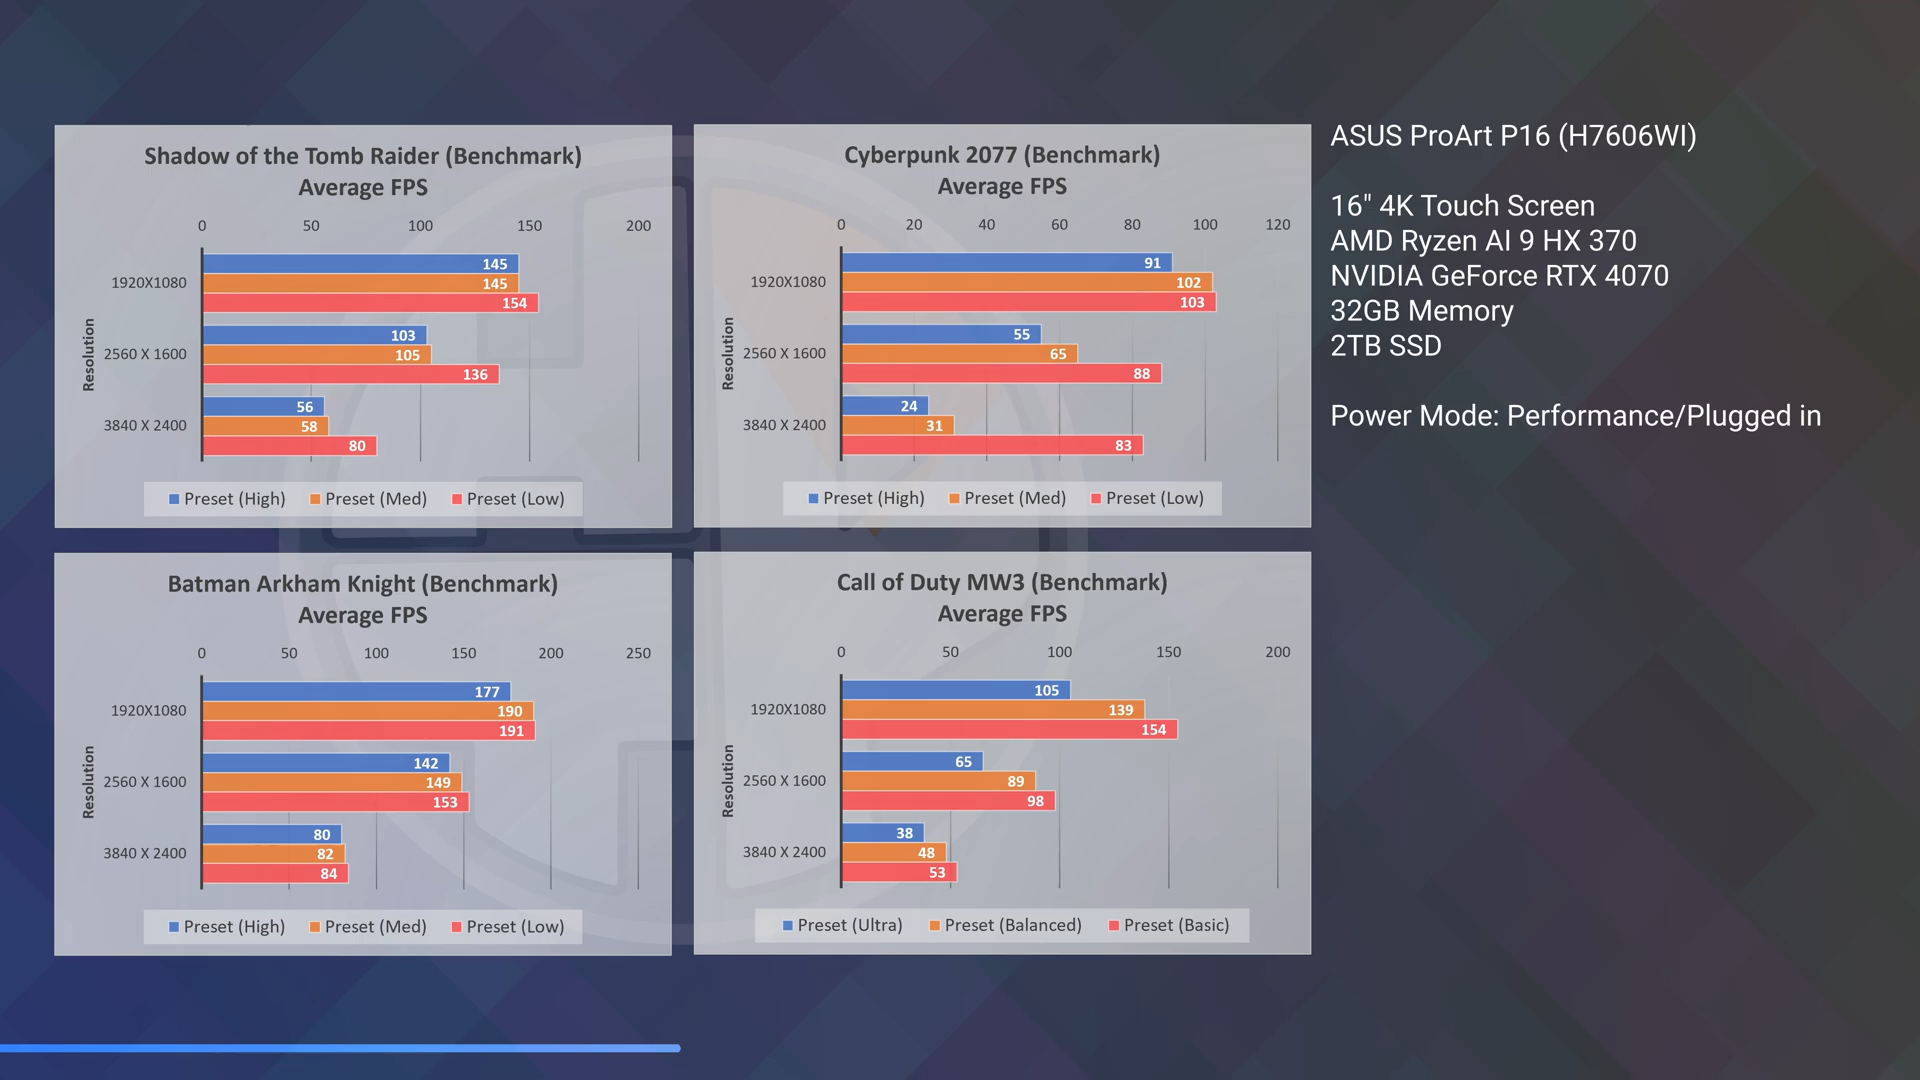 Shadow of the Tomb Raider (Benchmark)
Average FPS
0 50 100 150 200
Resolution
1920X1080
145
145
154
2560 X 1600
103
105
136
3840 X 2400
56
58
80
Preset (High) Preset (Med) Preset (Low)
Cyberpunk 2077 (Benchmark)
Average FPS
0 20 40 60 80 100 120
Resolution
1920X1080
91
102
103
2560 X 1600
55
65
88
3840 X 2400
24
31
83
Preset (High) Preset (Med) Preset (Low)
ASUS ProArt P16 (H7606WI)
16" 4K Touch Screen
AMD Ryzen AI 9 HX 370
NVIDIA GeForce RTX 4070
32GB Memory
2TB SSD
Power Mode: Performance/Plugged in
Batman Arkham Knight (Benchmark)
Average FPS
0 50 100 150 200 250
Resolution
1920X1080
177
190
191
2560 X 1600
142
149
153
3840 X 2400
80
82
84
Preset (High) Preset (Med) Preset (Low)
Call of Duty MW3 (Benchmark)
Average FPS
0 50 100 150 200
Resolution
1920X1080
105
139
154
2560 X 1600
65
89
98
3840 X 2400
38
48
53
Preset (Ultra) Preset (Balanced) Preset (Basic)